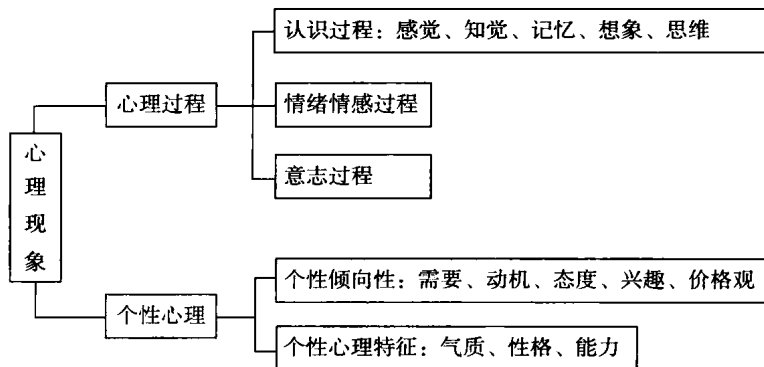 认识过程：感觉、知觉、记忆、想象、思维
心理过程
情绪情感过程
意志过程
心理现象
个性倾向性：需要、动机、态度、兴趣、价格观
个性心理
个性心理特征：气质、性格、能力